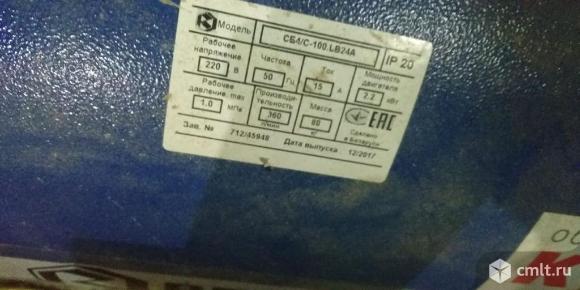 Модель СБ4/С-100.LB24A IP 20
Рабочее напряжение 220 В
Частота 50 Гц
Ток 15 А
Мощность двигателя 2.2 кВт
Рабочее давление, max 1.0 МПа
Производительность 360 л/мин
Масса 80 кг
EAC
Сделано в Беларуси
Зав. № 712/45948 Дата выпуска 12/2017
cmlt.ru